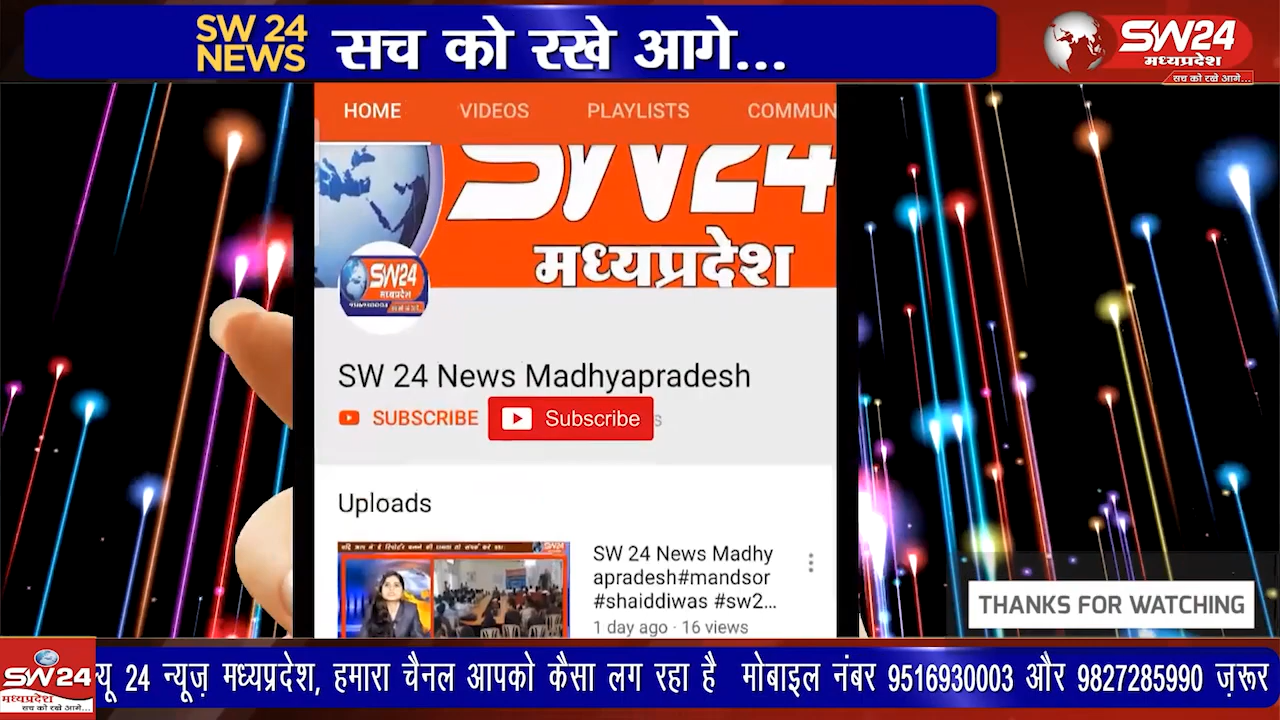 SW 24
NEWS
सच को रखे आगे...
SW24
मध्यप्रदेश
सच को रखे आगे...
HOME VIDEOS PLAYLISTS COMMUN
SW24
मध्यप्रदेश
SW24
मध्यप्रदेश
SW 24 News Madhyapradesh
SUBSCRIBE Subscribe s
Uploads
SW 24 News Madhy
apradesh#mandsor
#shaiddiwas #sw2...
1 day ago · 16 views
THANKS FOR WATCHING
SW24
मध्यप्रदेश
सच को रखे आगे...
यू 24 न्यूज़ मध्यप्रदेश, हमारा चैनल आपको कैसा लग रहा है मोबाइल नंबर 9516930003 और 9827285990 ज़रूर